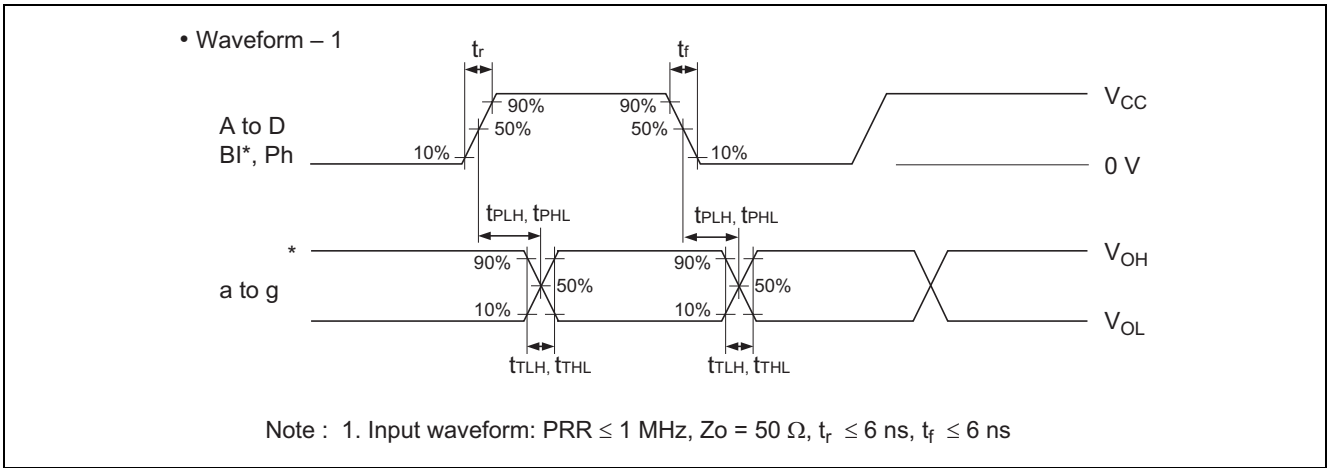 • Waveform – 1
tr
tf
90%
90%
VCC
A to D
50%
50%
BI*, Ph
10%
10%
0 V
tPLH, tPHL
tPLH, tPHL
*
VOH
90%
90%
a to g
50%
50%
10%
10%
VOL
tTLH, tTHL
tTLH, tTHL
Note : 1. Input waveform: PRR ≤ 1 MHz, Zo = 50 Ω, tr ≤ 6 ns, tf ≤ 6 ns